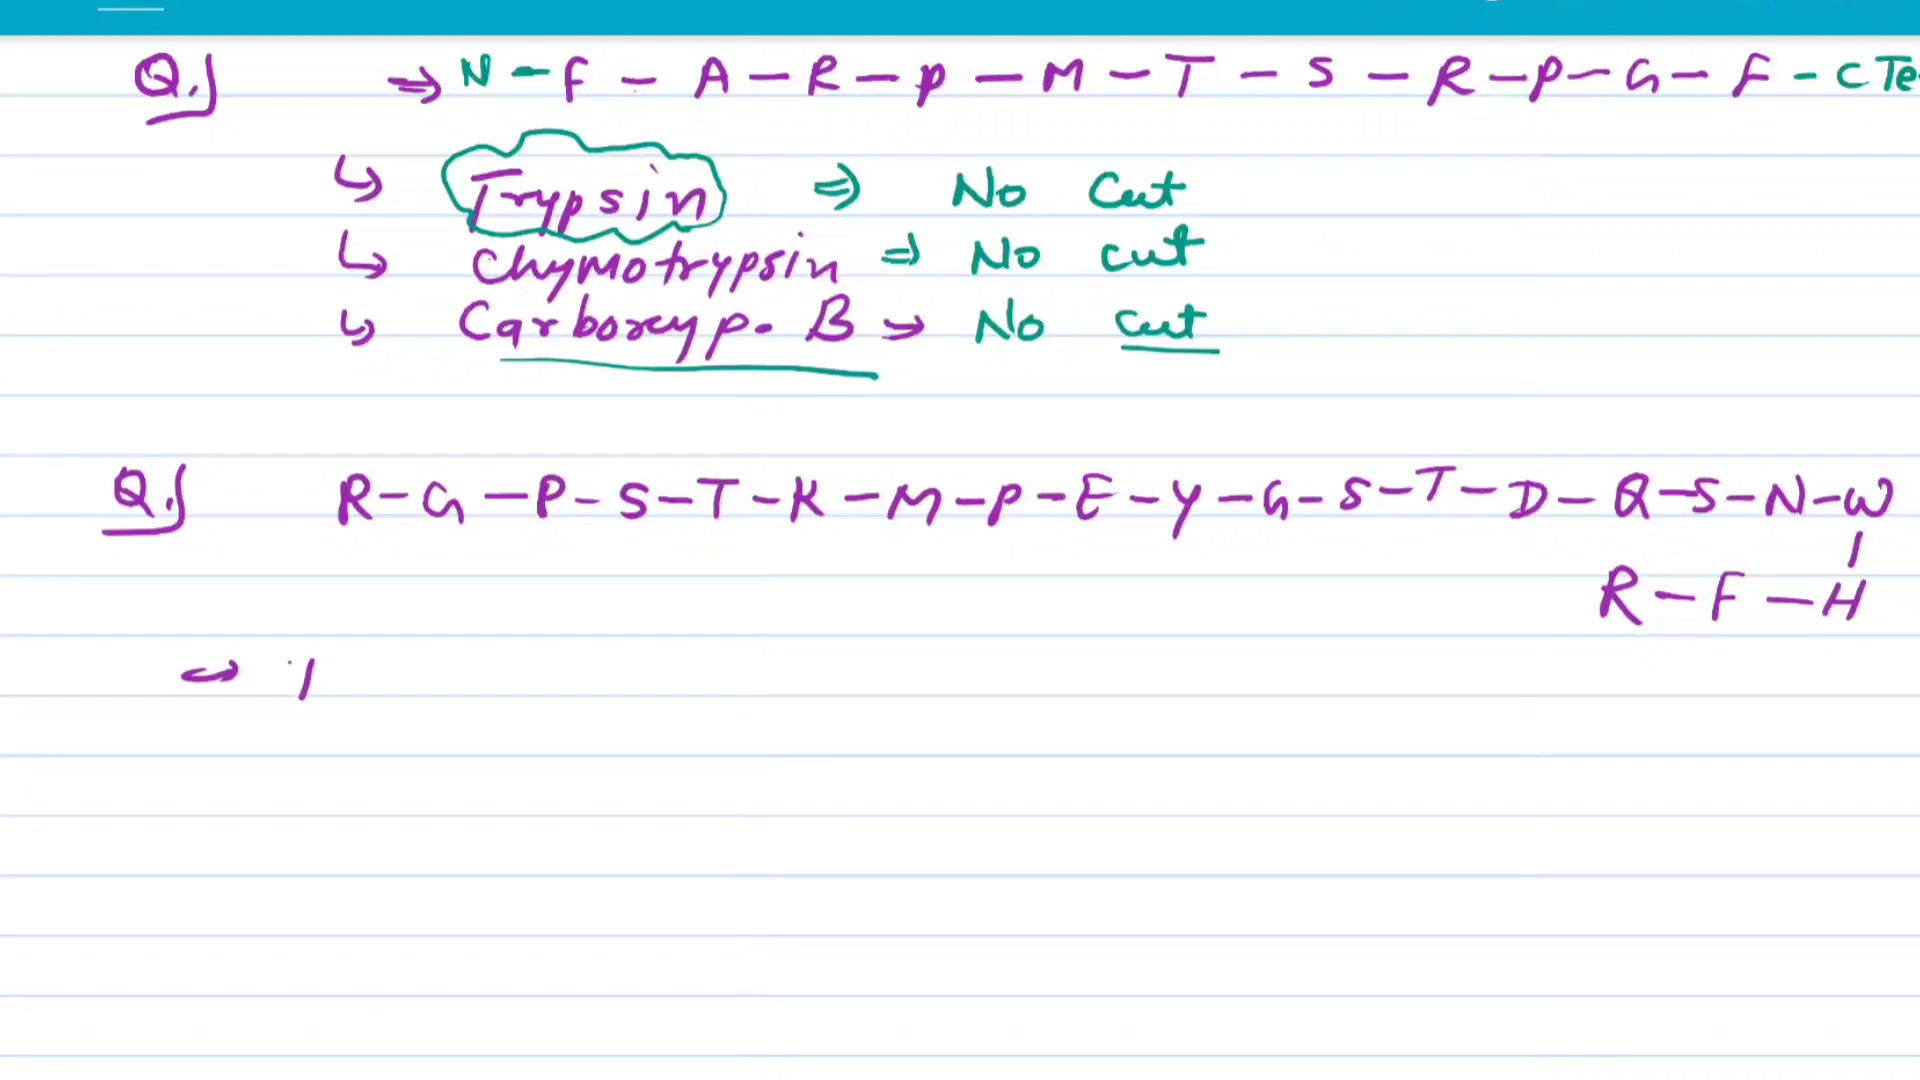 Q.) ⇒ N - F - A - R - P - M - T - S - R - P - G - F - C Te
↳ Trypsin ⇒ No Cut
↳ Chymotrypsin ⇒ No cut
↳ Carboxyp. B → No cut
Q.) R - G - P - S - T - K - M - P - E - Y - G - S - T - D - Q - S - N - W
R - F - H